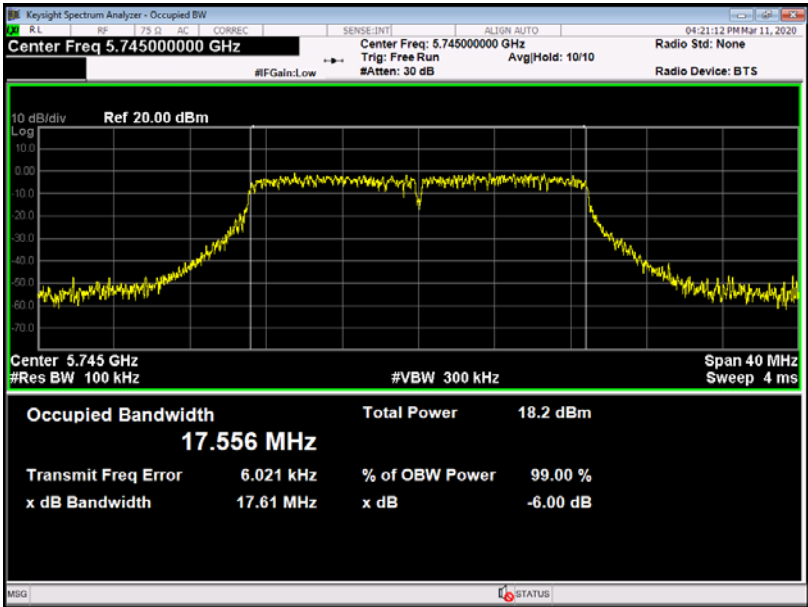 Keysight Spectrum Analyzer - Occupied BW
RL RF 75 Ω AC CORREC SENSE:INT ALIGN AUTO 04:21:12 PM Mar 11, 2020
Center Freq 5.745000000 GHz Center Freq: 5.745000000 GHz Radio Std: None
Trig: Free Run Avg|Hold: 10/10
#IFGain:Low #Atten: 30 dB Radio Device: BTS
10 dB/div Ref 20.00 dBm
Log
10.0
0.00
-10.0
-20.0
-30.0
-40.0
-50.0
-60.0
-70.0
Center 5.745 GHz Span 40 MHz
#Res BW 100 kHz #VBW 300 kHz Sweep 4 ms
Occupied Bandwidth Total Power 18.2 dBm
17.556 MHz
Transmit Freq Error 6.021 kHz % of OBW Power 99.00 %
x dB Bandwidth 17.61 MHz x dB -6.00 dB
MSG STATUS